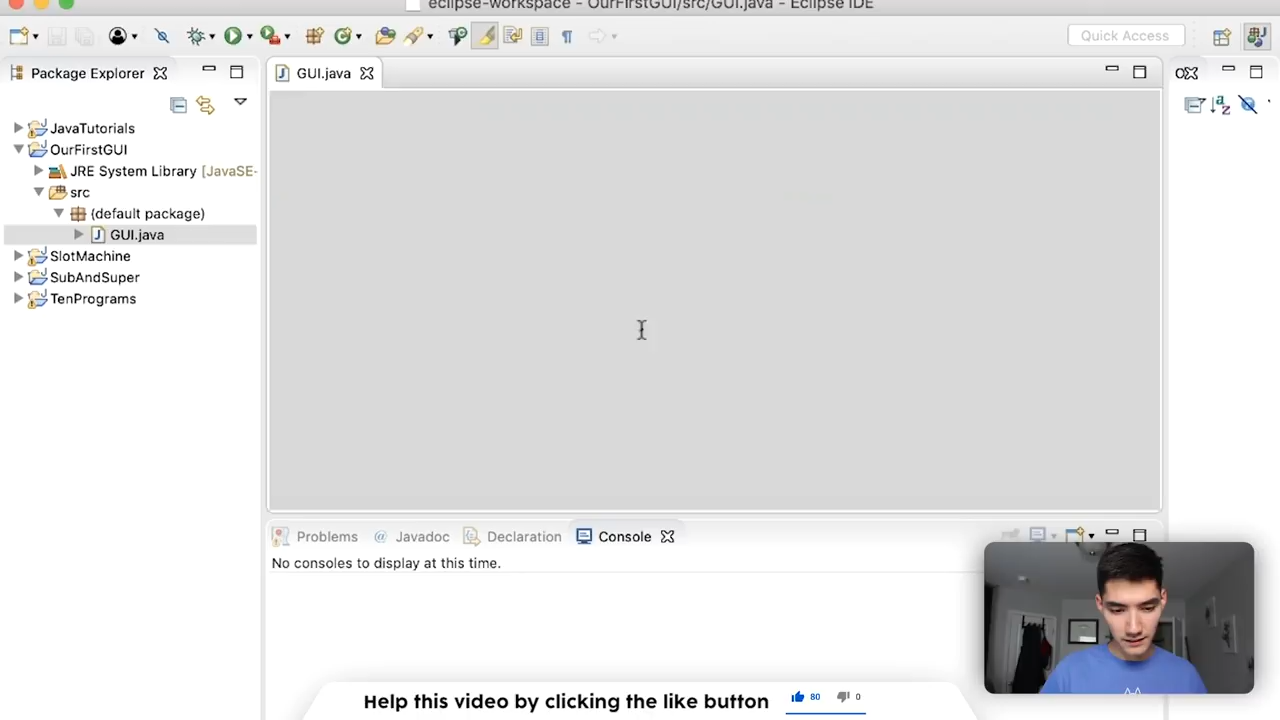 eclipse-workspace - OurFirstGUI/src/GUI.java - Eclipse IDE
Quick Access
Package Explorer
GUI.java
JavaTutorials
OurFirstGUI
JRE System Library [JavaSE-
src
(default package)
GUI.java
SlotMachine
SubAndSuper
TenPrograms
Problems
@ Javadoc
Declaration
Console
No consoles to display at this time.
Help this video by clicking the like button
80
0